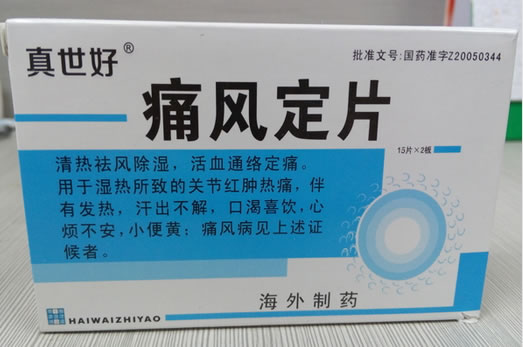 真世好®
批准文号:国药准字Z20050344
痛风定片
15片×2板
清热祛风除湿，活血通络定痛。
用于湿热所致的关节红肿热痛，伴
有发热，汗出不解，口渴喜饮，心
烦不安，小便黄；痛风病见上述证
候者。
海外制药
HAIWAIZHIYAO